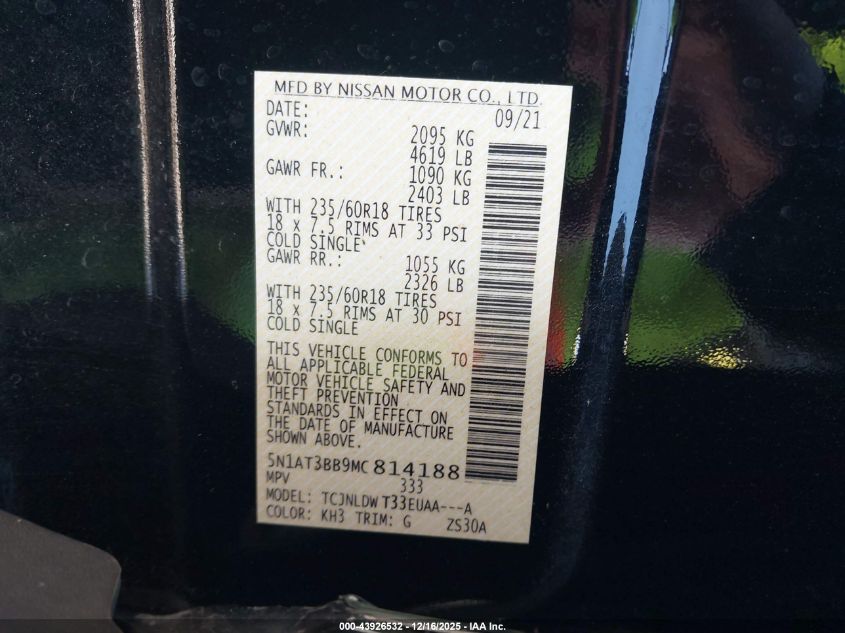 MFD BY NISSAN MOTOR CO., LTD.
DATE: 09/21
GVWR: 2095 KG
4619 LB
GAWR FR.: 1090 KG
2403 LB
WITH 235/60R18 TIRES
18 x 7.5 RIMS AT 33 PSI
COLD SINGLE
GAWR RR.: 1055 KG
2326 LB
WITH 235/60R18 TIRES
18 x 7.5 RIMS AT 30 PSI
COLD SINGLE
THIS VEHICLE CONFORMS TO
ALL APPLICABLE FEDERAL
MOTOR VEHICLE SAFETY AND
THEFT PREVENTION
STANDARDS IN EFFECT ON
THE DATE OF MANUFACTURE
SHOWN ABOVE.
5N1AT3BB9MC814188
MPV 333
MODEL: TCJNLDW T33EUAA---A
COLOR: KH3 TRIM: G ZS30A
000-43926532 - 12/16/2025 - IAA Inc.